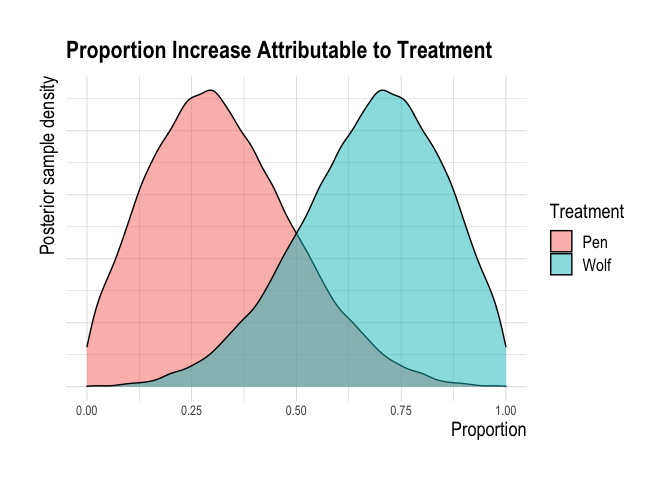 Proportion Increase Attributable to Treatment
Posterior sample density
Treatment
Pen
Wolf
0.00 0.25 0.50 0.75 1.00
Proportion